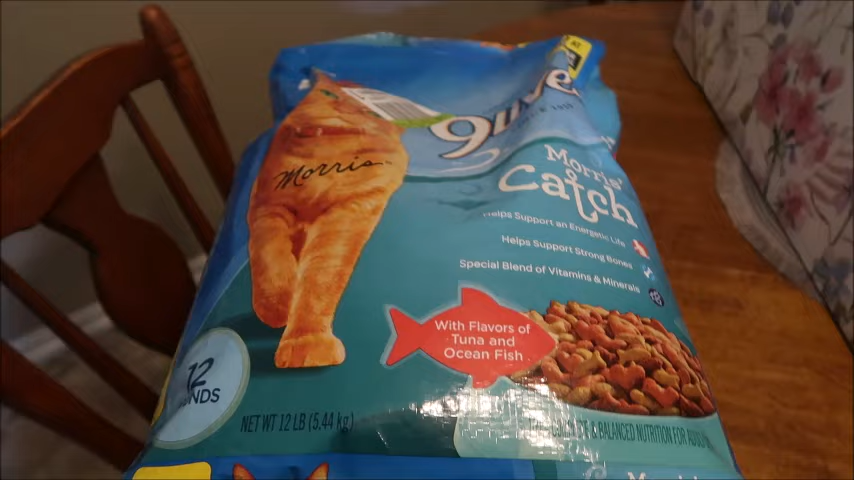 9Lives
Morris
Morris'
Catch
Helps Support an Energetic Life
Helps Support Strong Bones
Special Blend of Vitamins & Minerals
With Flavors of
Tuna and
Ocean Fish
12
NDS
NET WT 12 LB (5.44 kg)
& BALANCED NUTRITION FOR